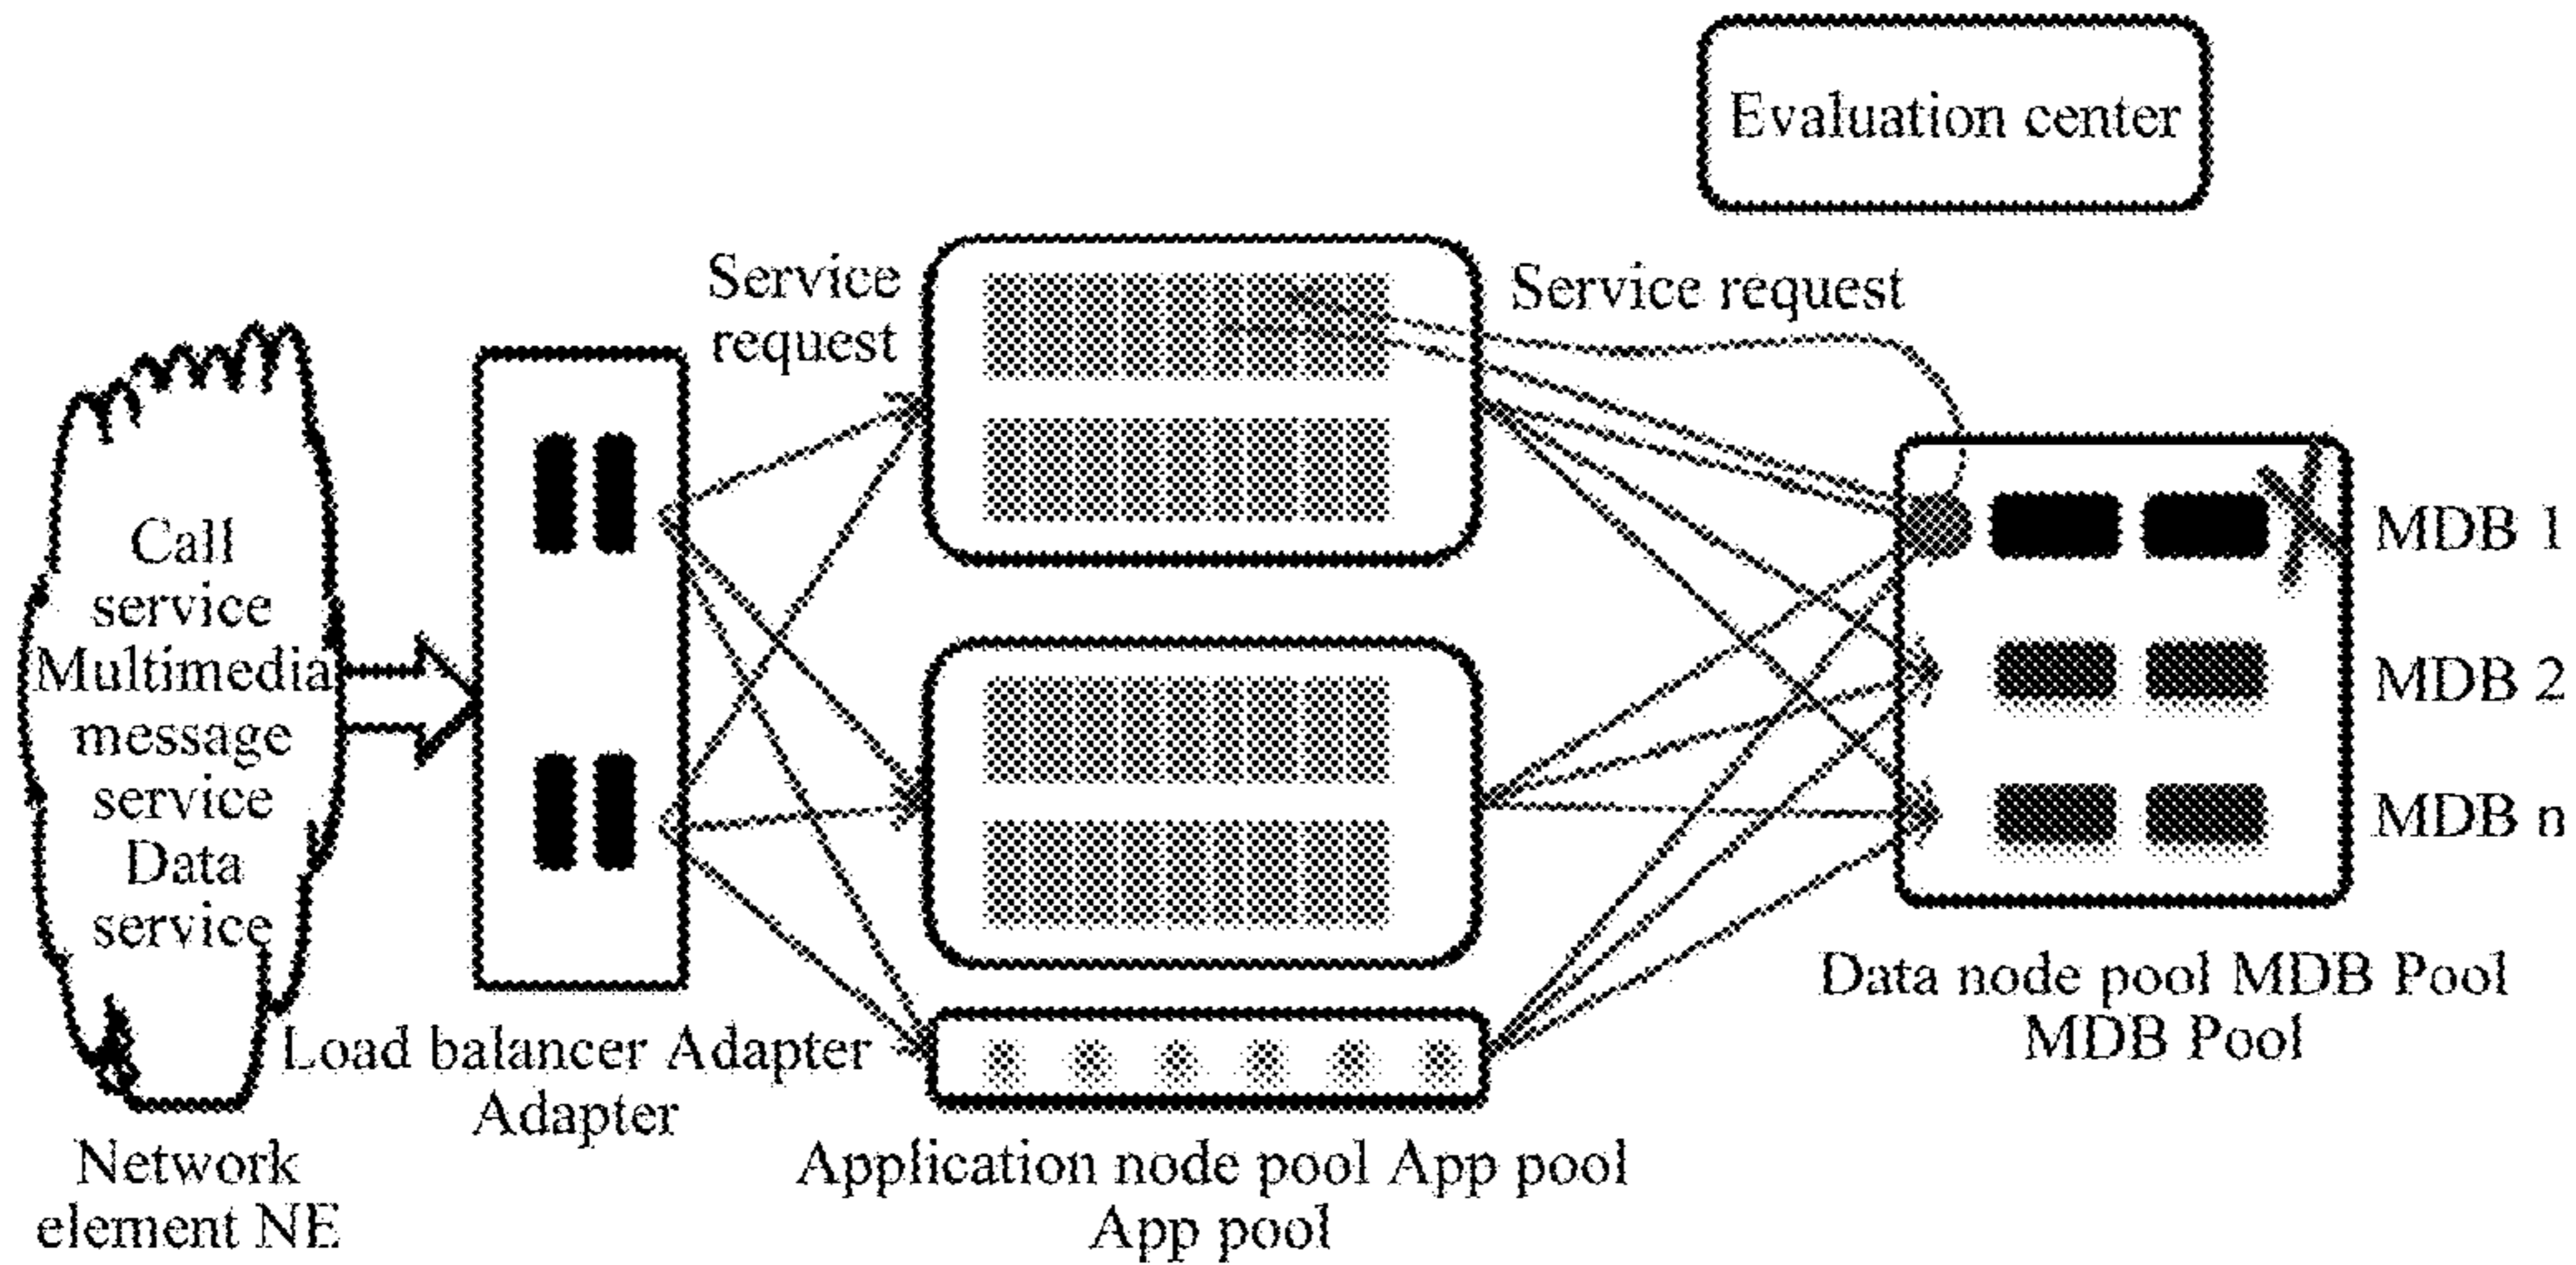 Evaluation center
Service
request
Service request
Call
service
Multimedia
message
service
Data
service
MDB 1
MDB 2
MDB n
Data node pool MDB Pool
MDB Pool
Load balancer Adapter
Adapter
Network
element NE
Application node pool App pool
App pool